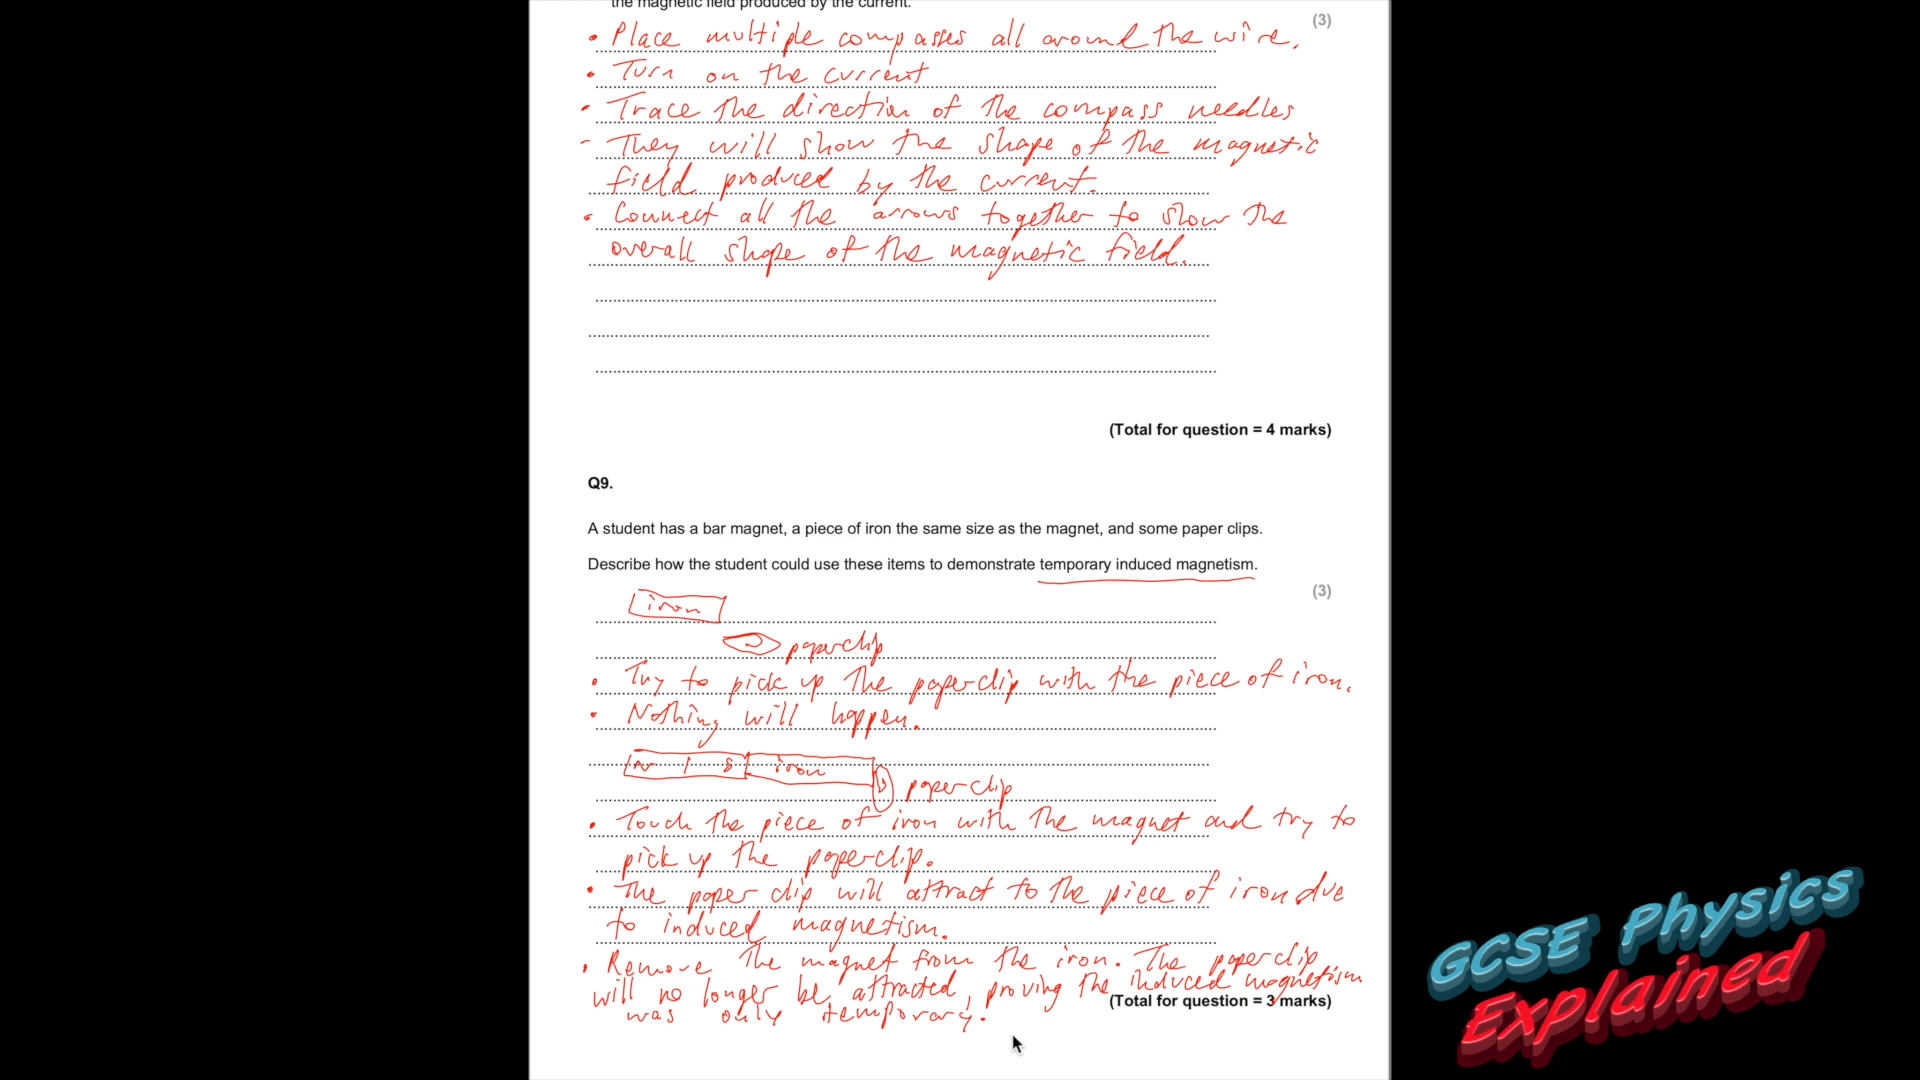 the magnetic field produced by the current.
(3)
• Place multiple compasses all around the wire.
• Turn on the current
• Trace the direction of the compass needles
- They will show the shape of the magnetic
field produced by the current.
• Connect all the arrows together to show the
overall shape of the magnetic field.
(Total for question = 4 marks)
Q9.
A student has a bar magnet, a piece of iron the same size as the magnet, and some paper clips.
Describe how the student could use these items to demonstrate temporary induced magnetism.
(3)
iron
paperclip
• Try to pick up the paperclip with the piece of iron.
• Nothing will happen.
N S iron
paperclip
• Touch the piece of iron with the magnet and try to
pick up the paperclip.
• The paper clip will attract to the piece of iron due
to induced magnetism.
• Remove the magnet from the iron. The paperclip
will no longer be attracted, proving the induced magnetism
(Total for question = 3 marks)
was only temporary.
GCSE Physics
Explained